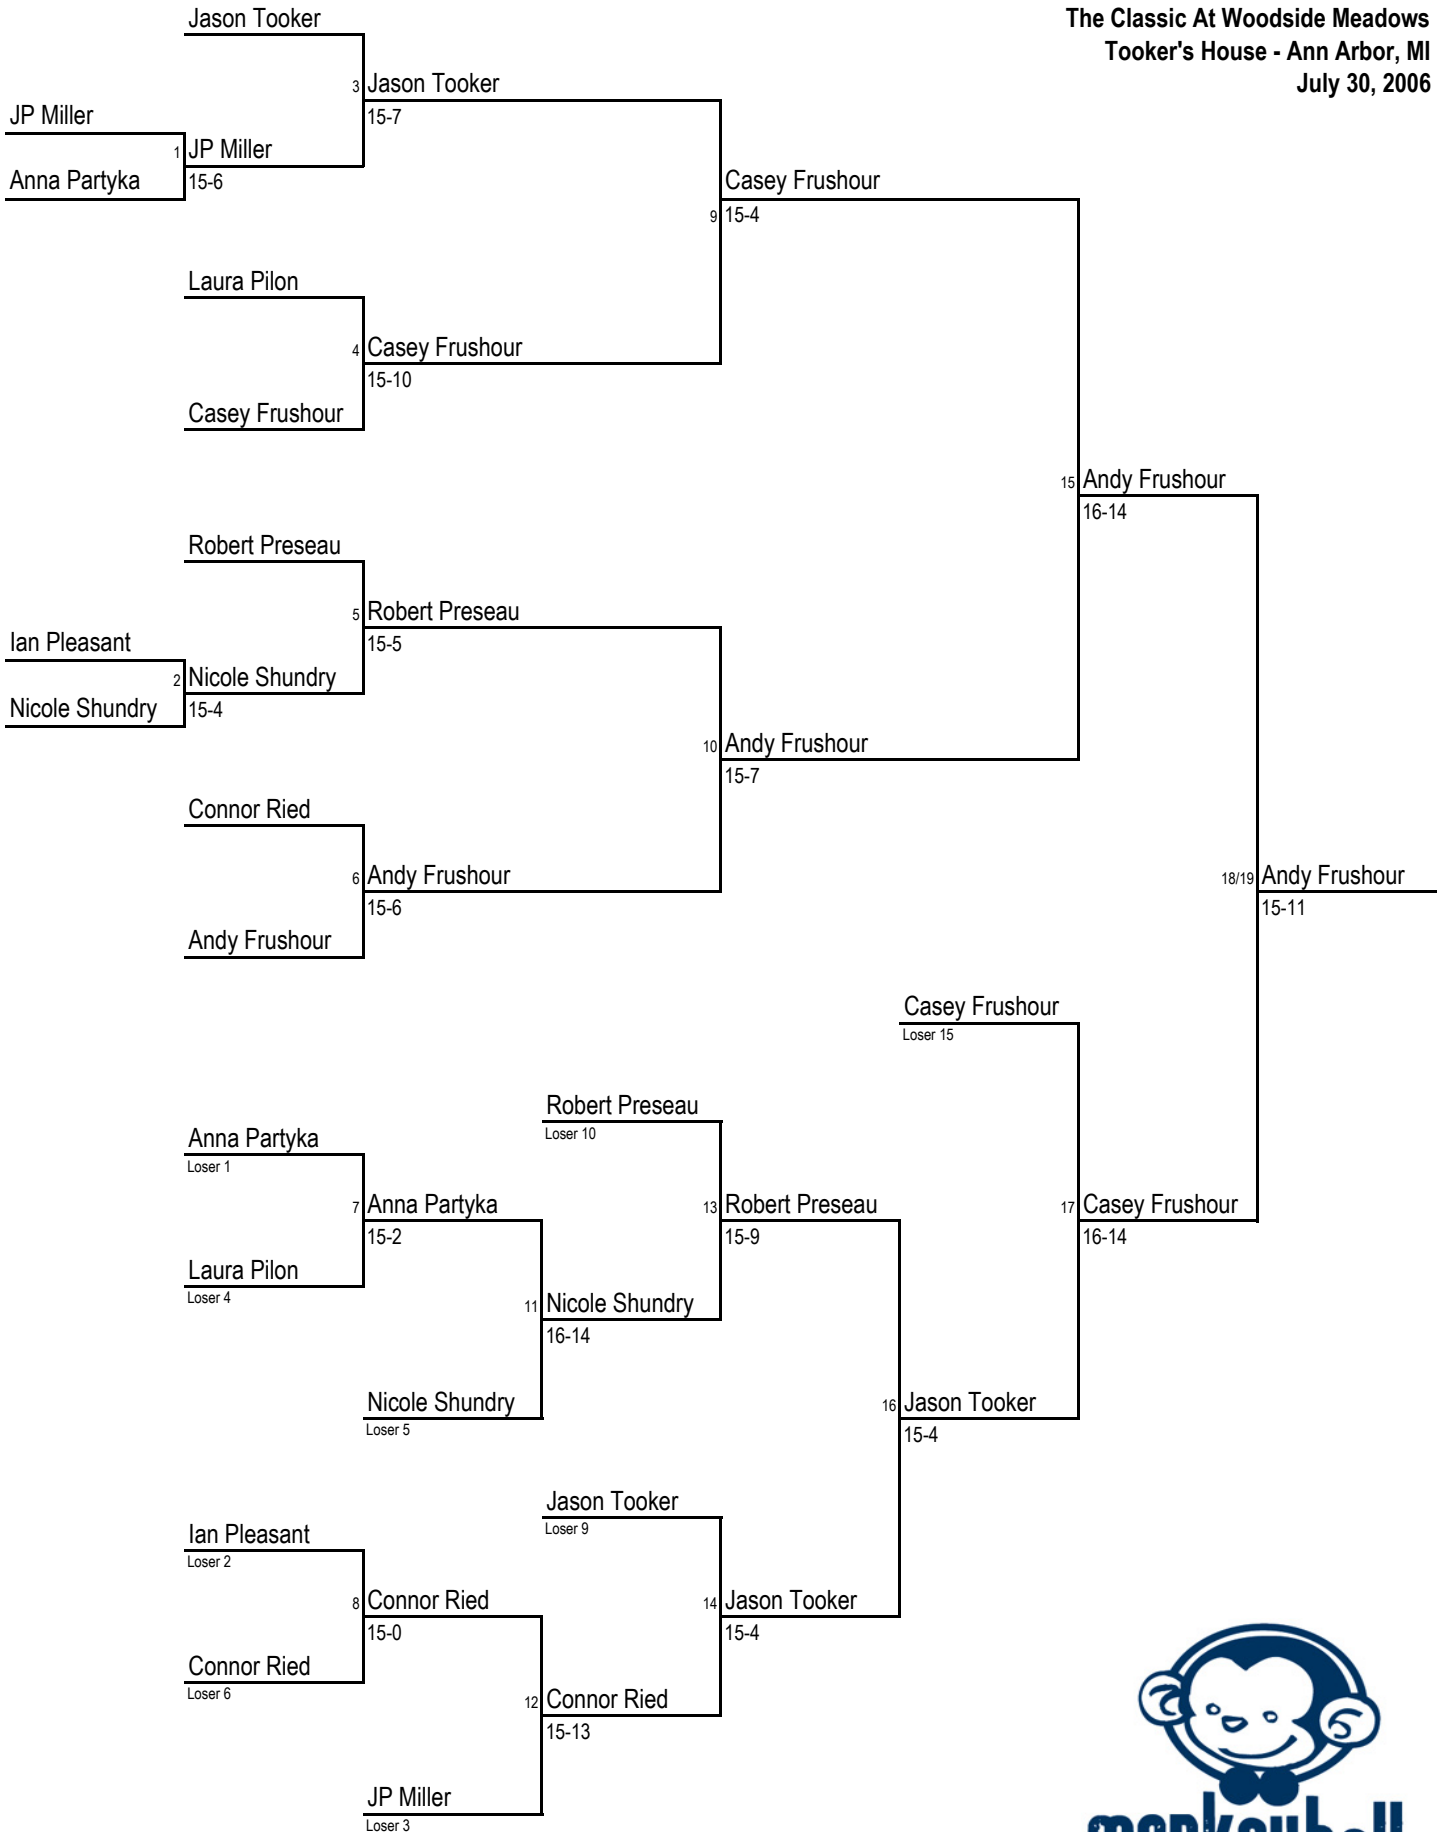 The Classic At Woodside Meadows
Tooker's House - Ann Arbor, MI
July 30, 2006
Jason Tooker
3 Jason Tooker
15-7
JP Miller
1 JP Miller
Anna Partyka
15-6
Casey Frushour
9 15-4
Laura Pilon
4 Casey Frushour
15-10
Casey Frushour
15 Andy Frushour
16-14
Robert Preseau
5 Robert Preseau
15-5
Ian Pleasant
2 Nicole Shundry
Nicole Shundry
15-4
10 Andy Frushour
15-7
Connor Ried
6 Andy Frushour
15-6
Andy Frushour
18/19 Andy Frushour
15-11
Casey Frushour
Loser 15
Robert Preseau
Loser 10
Anna Partyka
Loser 1
7 Anna Partyka
15-2
13 Robert Preseau
15-9
17 Casey Frushour
16-14
Laura Pilon
Loser 4
11 Nicole Shundry
16-14
Nicole Shundry
Loser 5
16 Jason Tooker
15-4
Jason Tooker
Loser 9
Ian Pleasant
Loser 2
8 Connor Ried
15-0
14 Jason Tooker
15-4
Connor Ried
Loser 6
12 Connor Ried
15-13
JP Miller
Loser 3